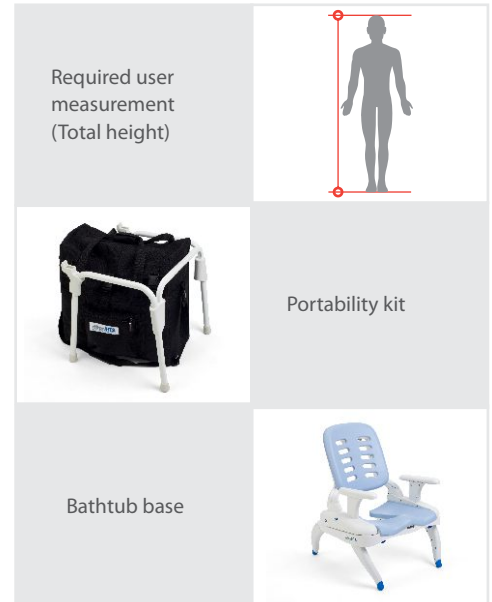 Required user
measurement
(Total height)
Portability kit
Bathtub base